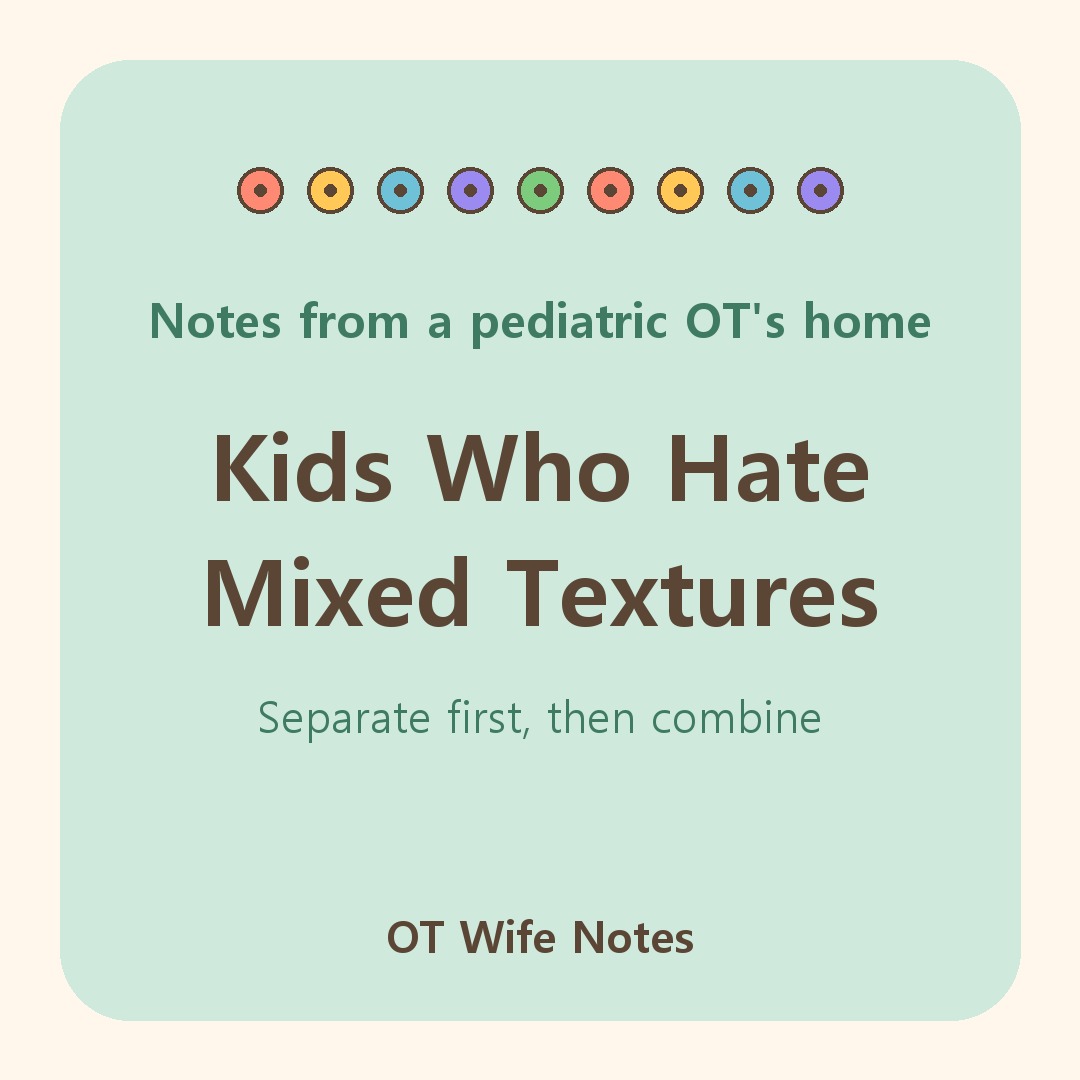 Notes from a pediatric OT's home
Kids Who Hate
Mixed Textures
Separate first, then combine
OT Wife Notes